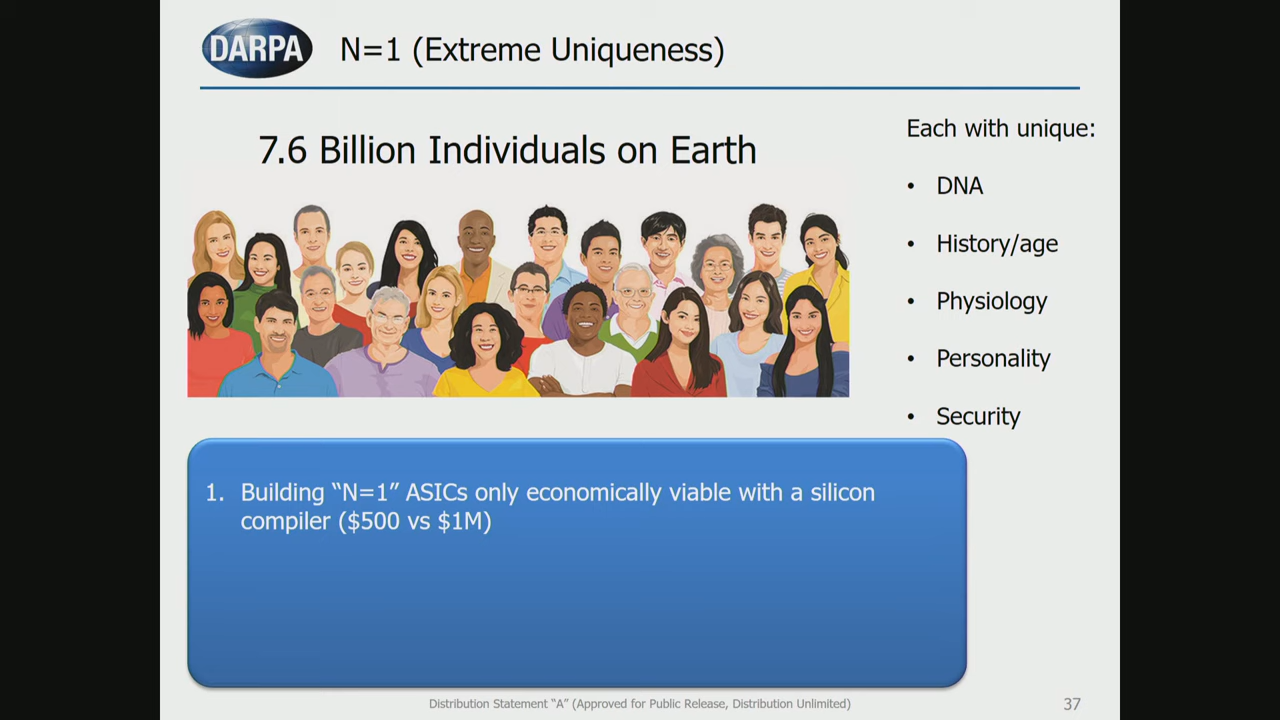 DARPA
N=1 (Extreme Uniqueness)
7.6 Billion Individuals on Earth
Each with unique:
• DNA
• History/age
• Physiology
• Personality
• Security
1. Building “N=1” ASICs only economically viable with a silicon
compiler ($500 vs $1M)
Distribution Statement “A” (Approved for Public Release, Distribution Unlimited)
37